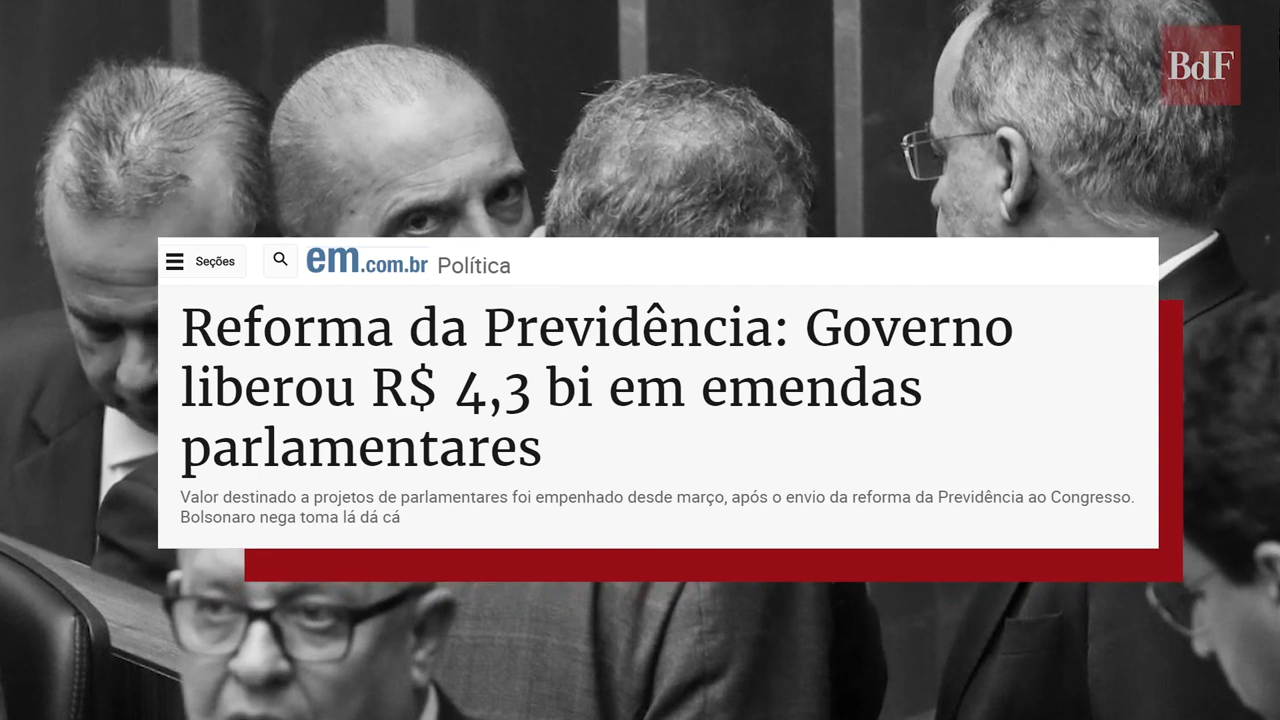 BdF
Seções
em.com.br Política
Reforma da Previdência: Governo
liberou R$ 4,3 bi em emendas
parlamentares
Valor destinado a projetos de parlamentares foi empenhado desde março, após o envio da reforma da Previdência ao Congresso.
Bolsonaro nega toma lá dá cá